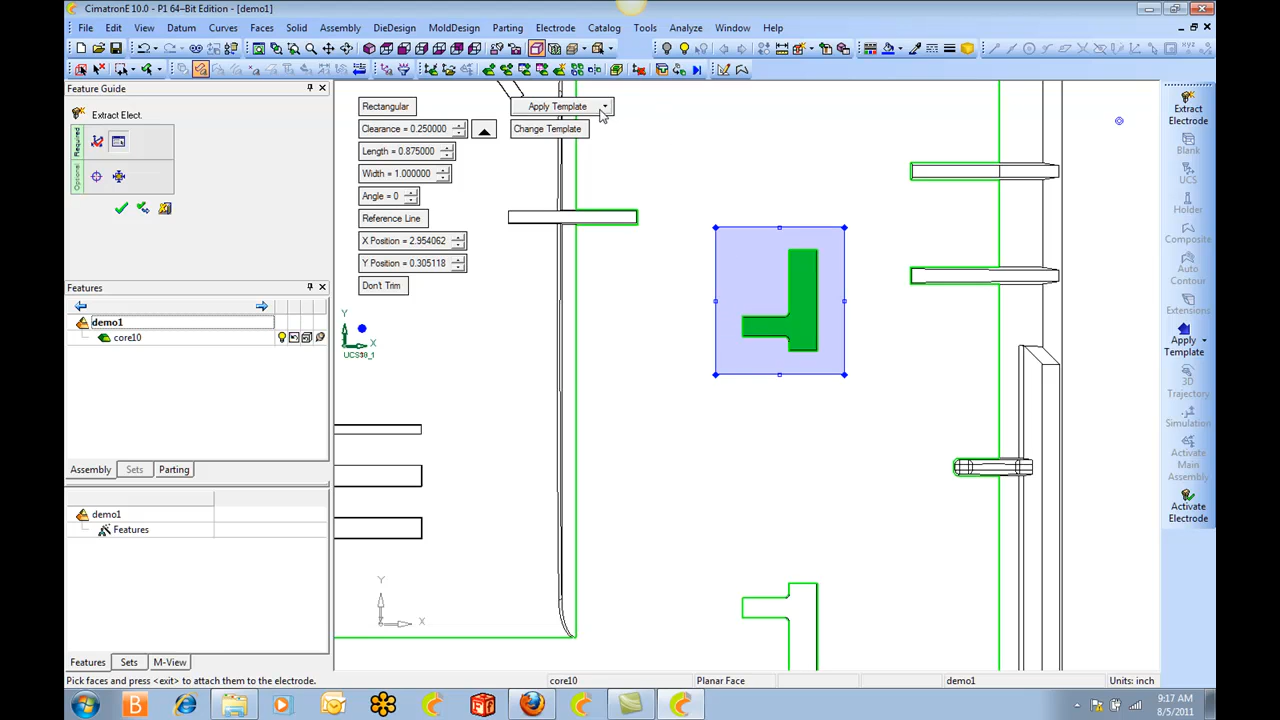 CimatronE 10.0 - P1 64-Bit Edition - [demo1]
File Edit View Datum Curves Faces Solid Assembly DieDesign MoldDesign Parting Electrode Catalog Tools Analyze Window Help
Feature Guide
Extract Elect.
Required
Optional
Features
demo1
core10
Assembly Sets Parting
demo1
Features
Features Sets M-View
Rectangular
Clearance = 0.250000
Length = 0.875000
Width = 1.000000
Angle = 0
Reference Line
X Position = 2.954062
Y Position = 0.305118
Don't Trim
Apply Template
Change Template
Y
X
Y
X
Extract
Electrode
Blank
UCS
Holder
Composite
Auto
Contour
Extensions
Apply
Template
3D
Trajectory
Simulation
Activate
Main
Assembly
Activate
Electrode
Pick faces and press <exit> to attach them to the electrode. core10 Planar Face demo1 Units: inch
9:17 AM
8/5/2011